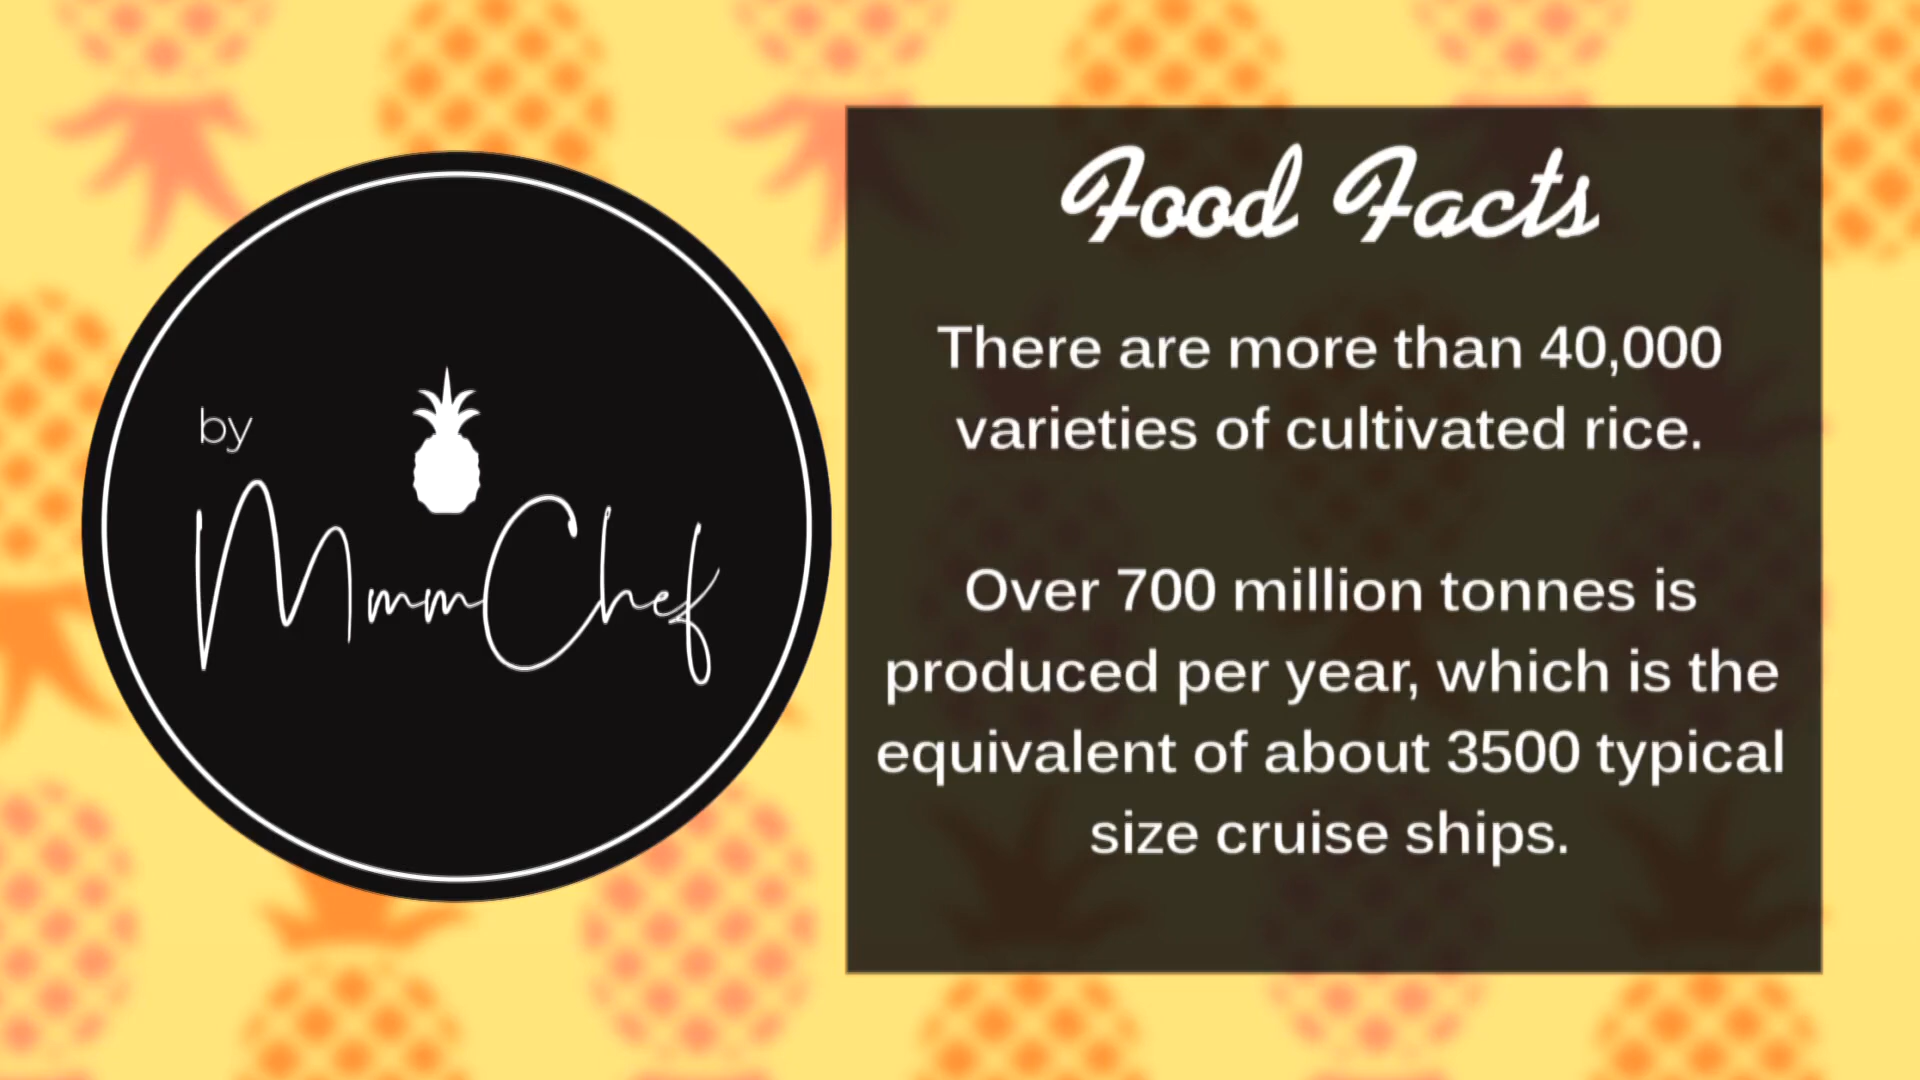 by
MmmChef
Food Facts
There are more than 40,000
varieties of cultivated rice.
Over 700 million tonnes is
produced per year, which is the
equivalent of about 3500 typical
size cruise ships.